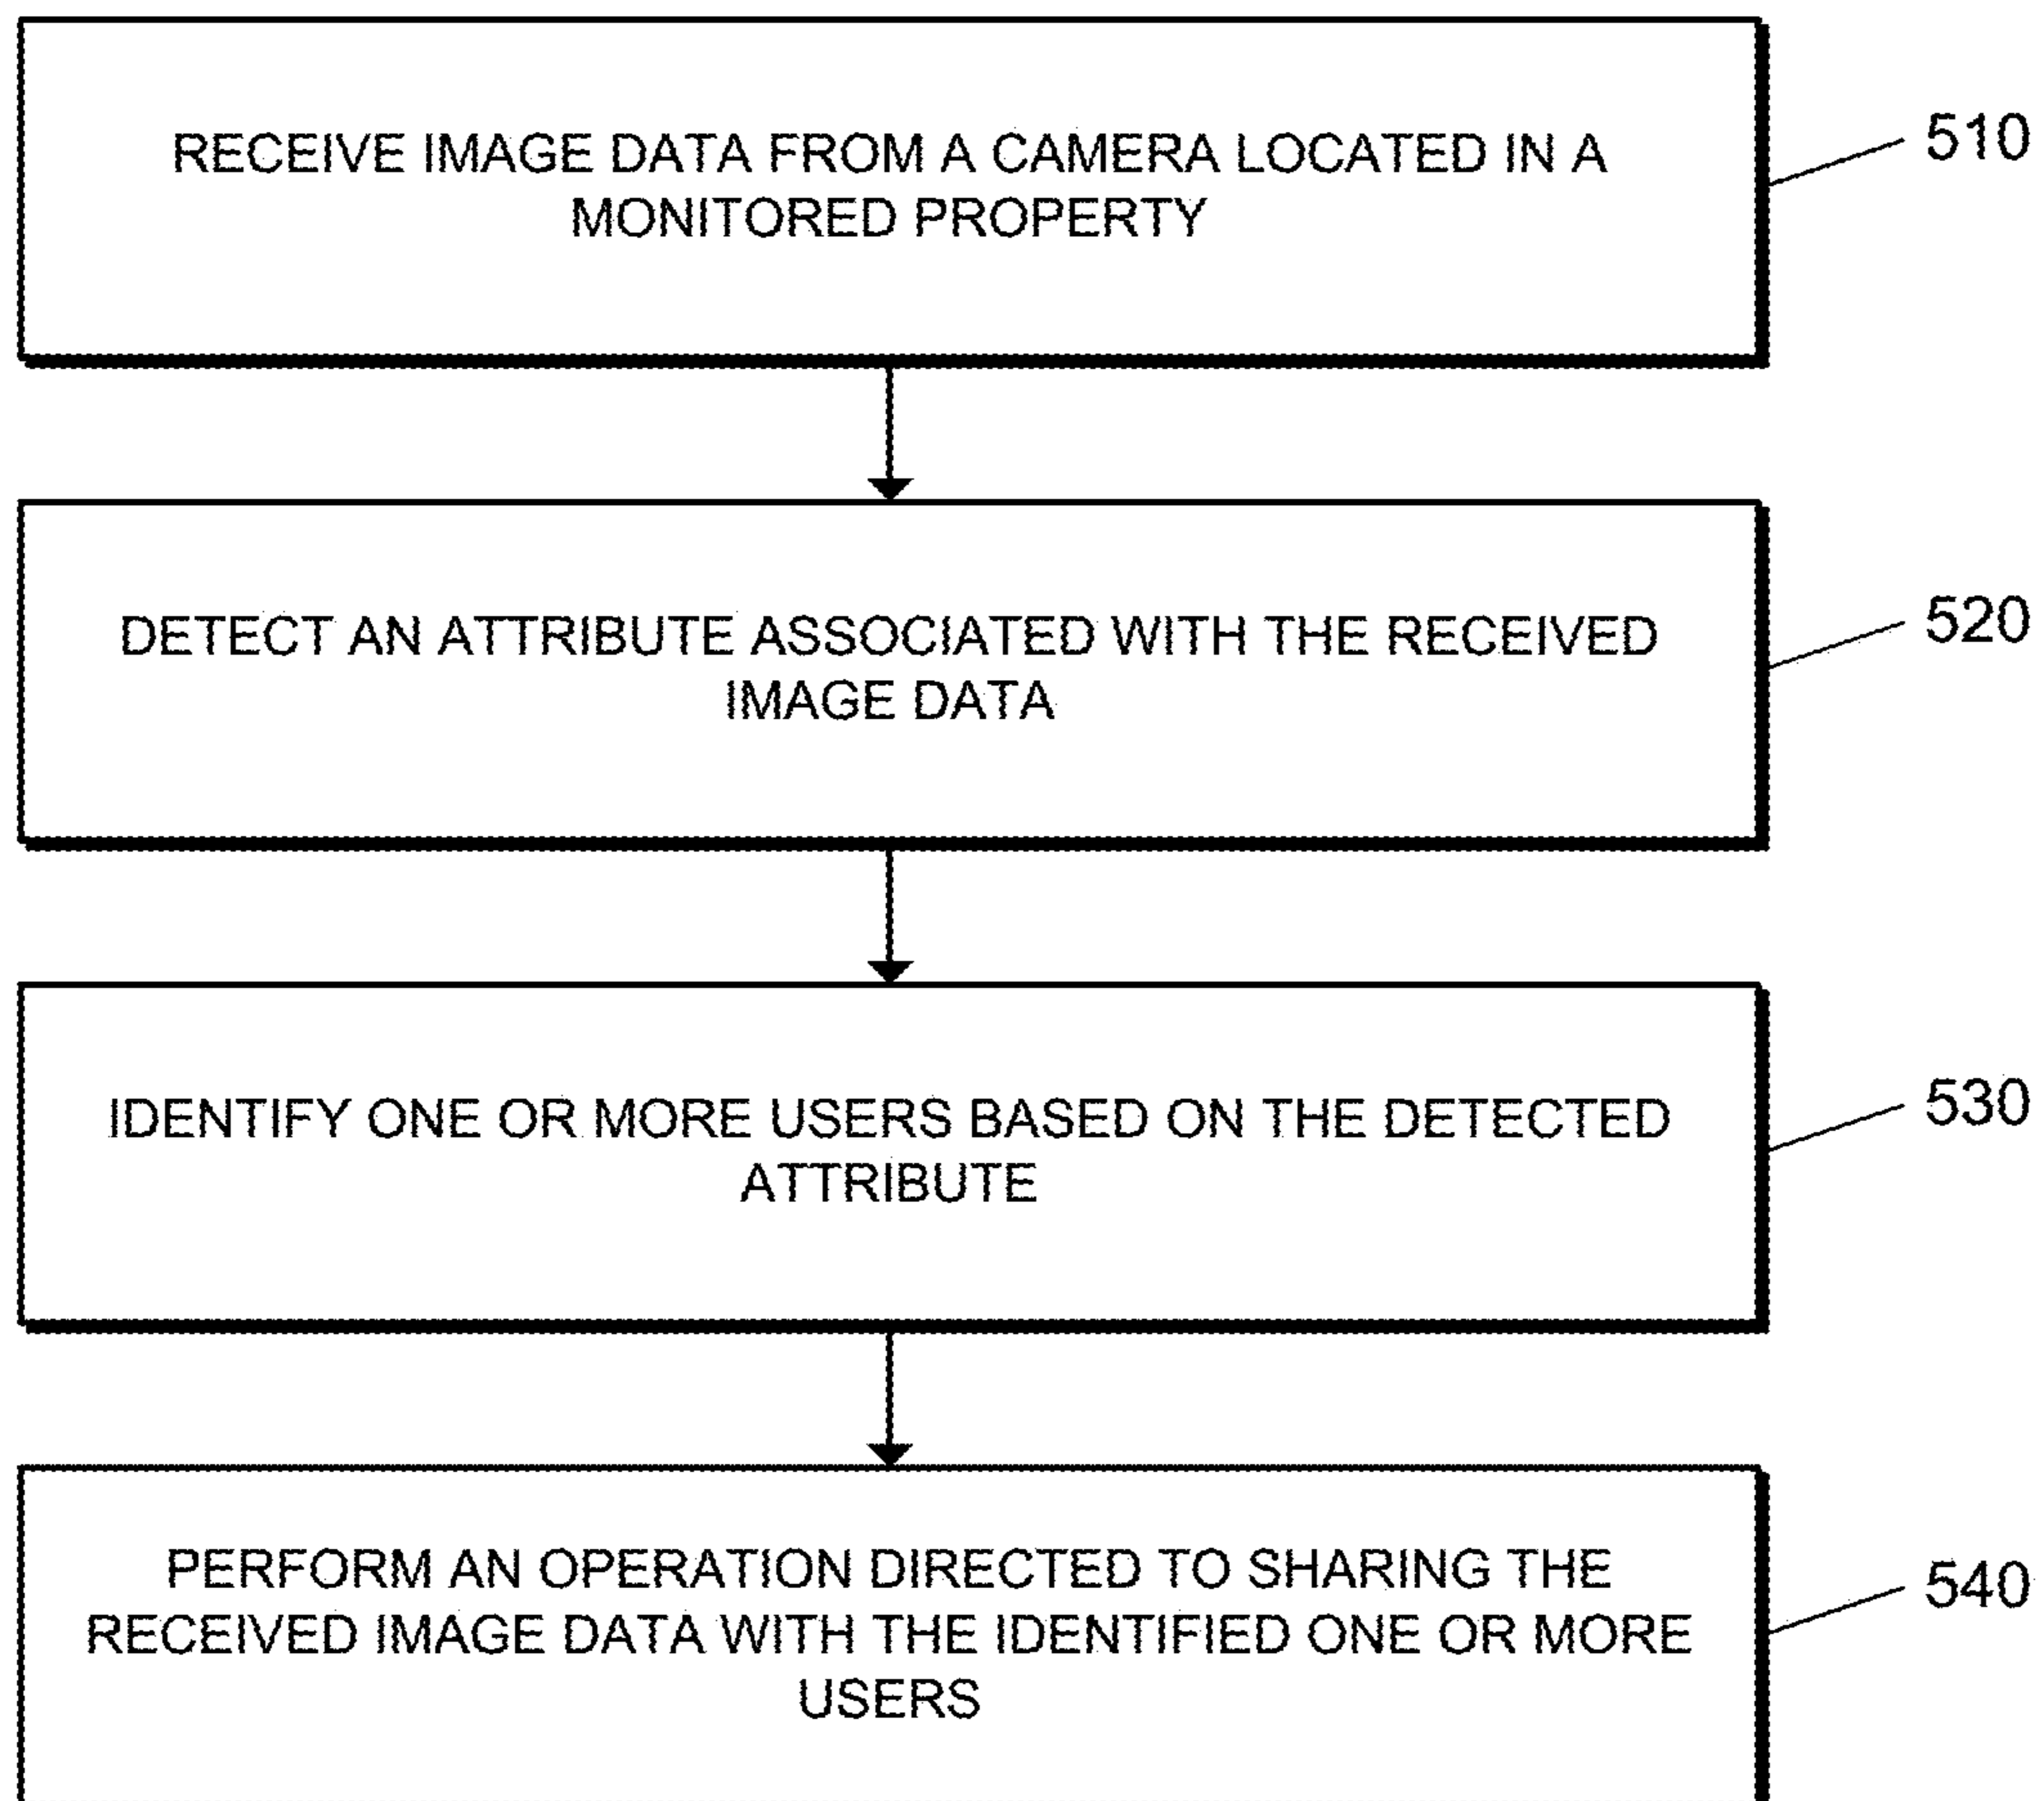 RECEIVE IMAGE DATA FROM A CAMERA LOCATED IN A
MONITORED PROPERTY
510
DETECT AN ATTRIBUTE ASSOCIATED WITH THE RECEIVED
IMAGE DATA
520
IDENTIFY ONE OR MORE USERS BASED ON THE DETECTED
ATTRIBUTE
530
PERFORM AN OPERATION DIRECTED TO SHARING THE
RECEIVED IMAGE DATA WITH THE IDENTIFIED ONE OR MORE
USERS
540